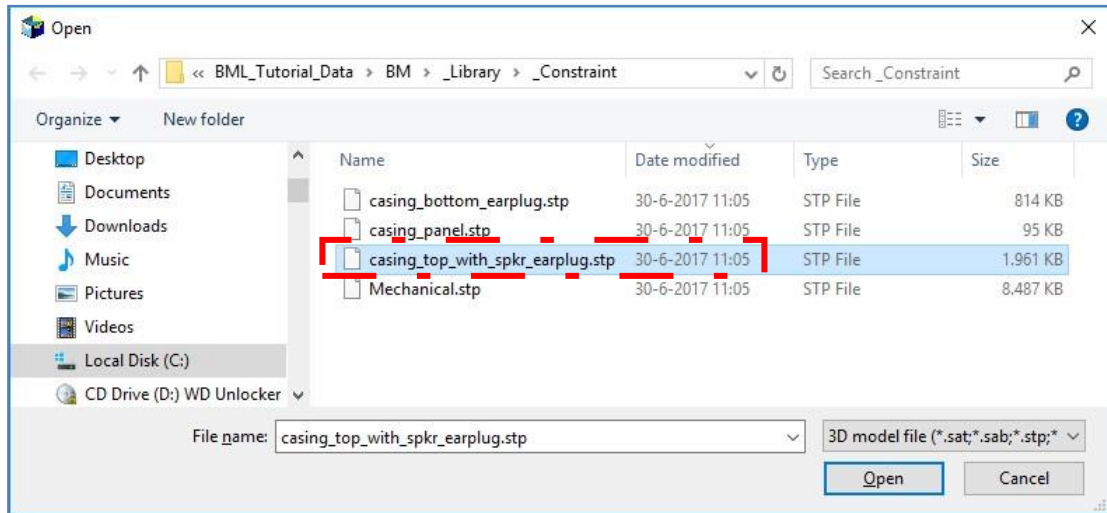 Open
« BML_Tutorial_Data > BM > _Library > _Constraint
Search _Constraint
Organize
New folder
Name Date modified Type Size
Desktop
Documents
Downloads
Music
Pictures
Videos
Local Disk (C:)
CD Drive (D:) WD Unlocker
casing_bottom_earplug.stp 30-6-2017 11:05 STP File 814 KB
casing_panel.stp 30-6-2017 11:05 STP File 95 KB
casing_top_with_spkr_earplug.stp 30-6-2017 11:05 STP File 1.961 KB
Mechanical.stp 30-6-2017 11:05 STP File 8.487 KB
File name: casing_top_with_spkr_earplug.stp
3D model file (*.sat;*.sab;*.stp;*
Open Cancel